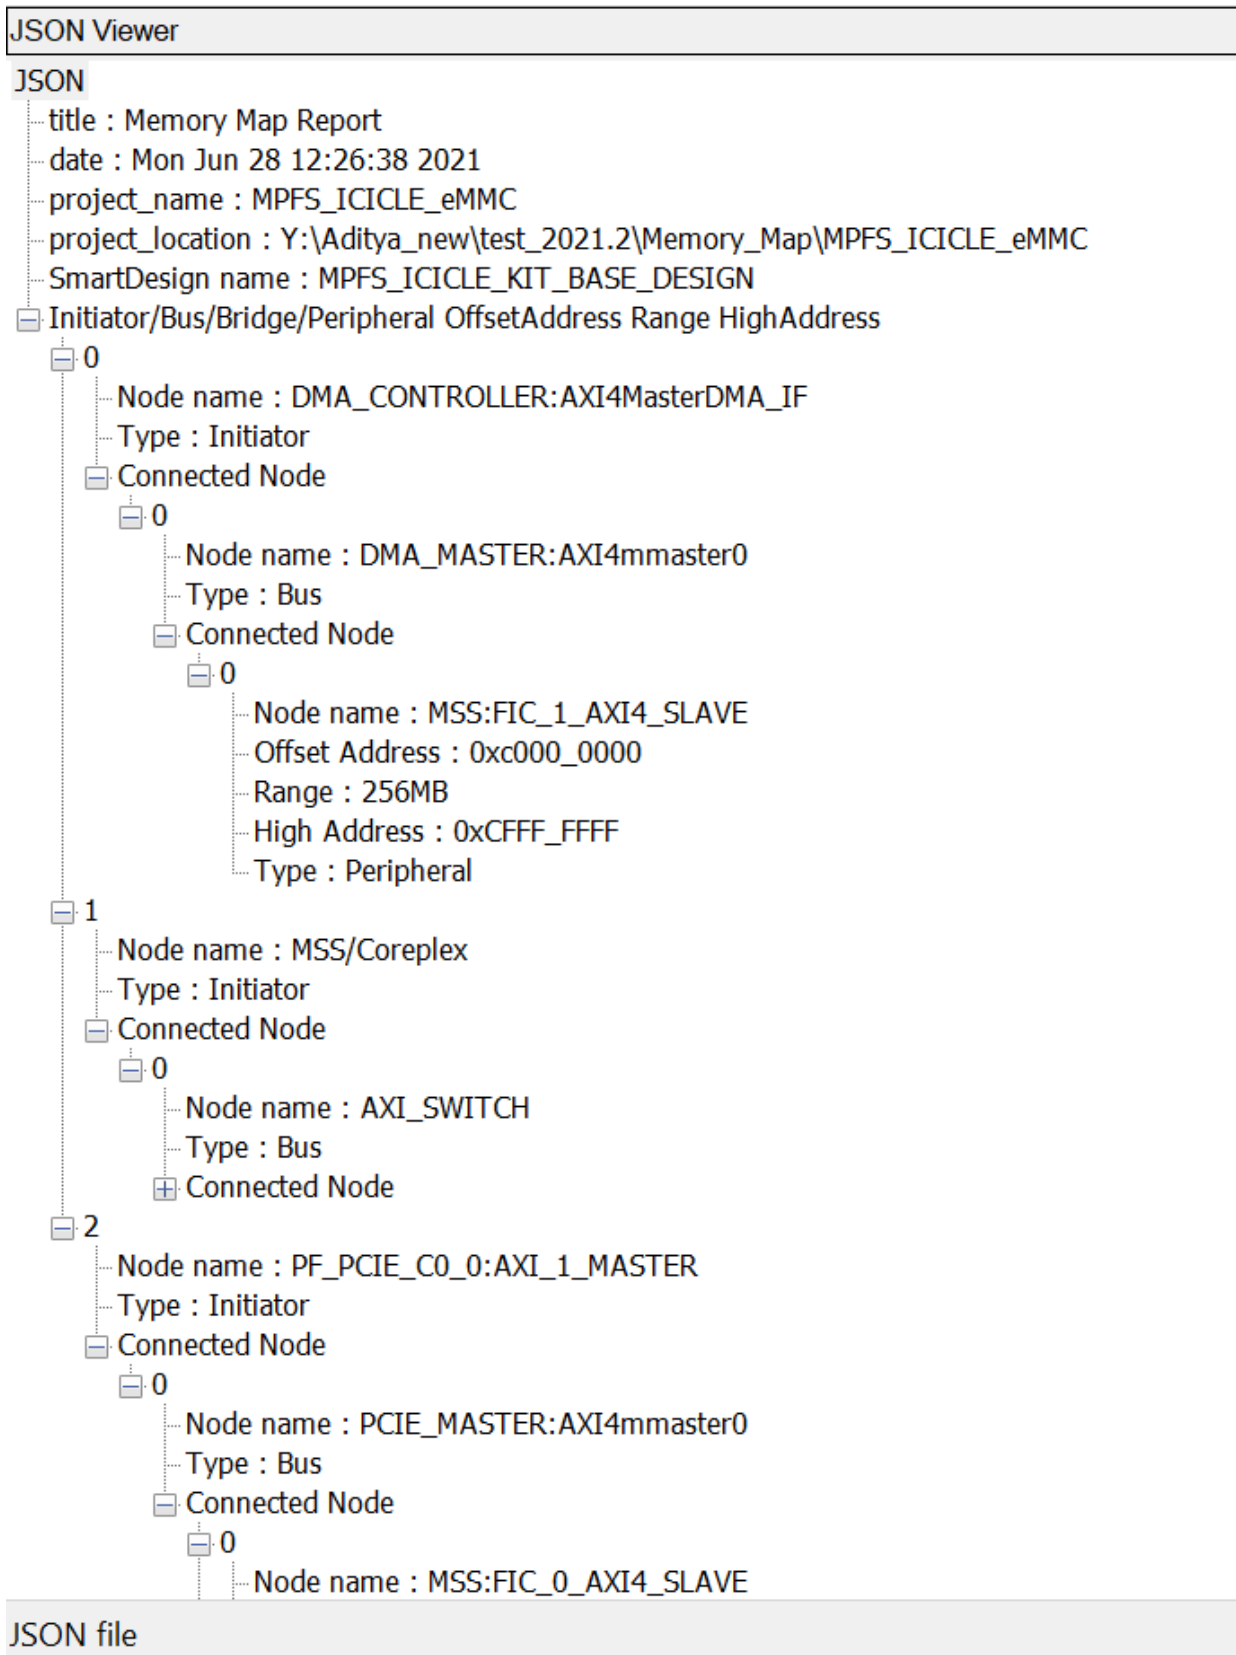 JSON Viewer
JSON
title : Memory Map Report
date : Mon Jun 28 12:26:38 2021
project_name : MPFS_ICICLE_eMMC
project_location : Y:\Aditya_new\test_2021.2\Memory_Map\MPFS_ICICLE_eMMC
SmartDesign name : MPFS_ICICLE_KIT_BASE_DESIGN
Initiator/Bus/Bridge/Peripheral OffsetAddress Range HighAddress
0
Node name : DMA_CONTROLLER:AXI4MasterDMA_IF
Type : Initiator
Connected Node
0
Node name : DMA_MASTER:AXI4mmaster0
Type : Bus
Connected Node
0
Node name : MSS:FIC_1_AXI4_SLAVE
Offset Address : 0xc000_0000
Range : 256MB
High Address : 0xCFFF_FFFF
Type : Peripheral
1
Node name : MSS/Coreplex
Type : Initiator
Connected Node
0
Node name : AXI_SWITCH
Type : Bus
Connected Node
2
Node name : PF_PCIE_C0_0:AXI_1_MASTER
Type : Initiator
Connected Node
0
Node name : PCIE_MASTER:AXI4mmaster0
Type : Bus
Connected Node
0
Node name : MSS:FIC_0_AXI4_SLAVE
JSON file